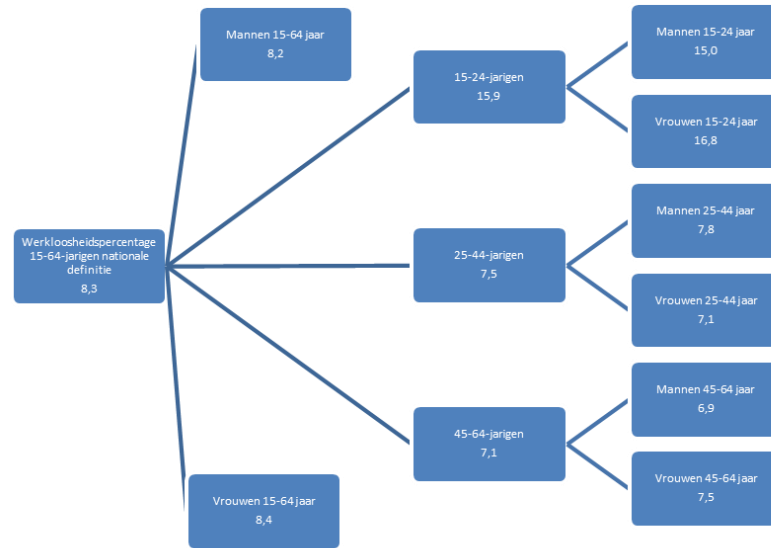 Mannen 15-64 jaar
8,2
Mannen 15-24 jaar
15,0
15-24-jarigen
15,9
Vrouwen 15-24 jaar
16,8
Mannen 25-44 jaar
7,8
Werkloosheidspercentage
15-64-jarigen nationale
definitie
8,3
25-44-jarigen
7,5
Vrouwen 25-44 jaar
7,1
Mannen 45-64 jaar
6,9
45-64-jarigen
7,1
Vrouwen 45-64 jaar
7,5
Vrouwen 15-64 jaar
8,4